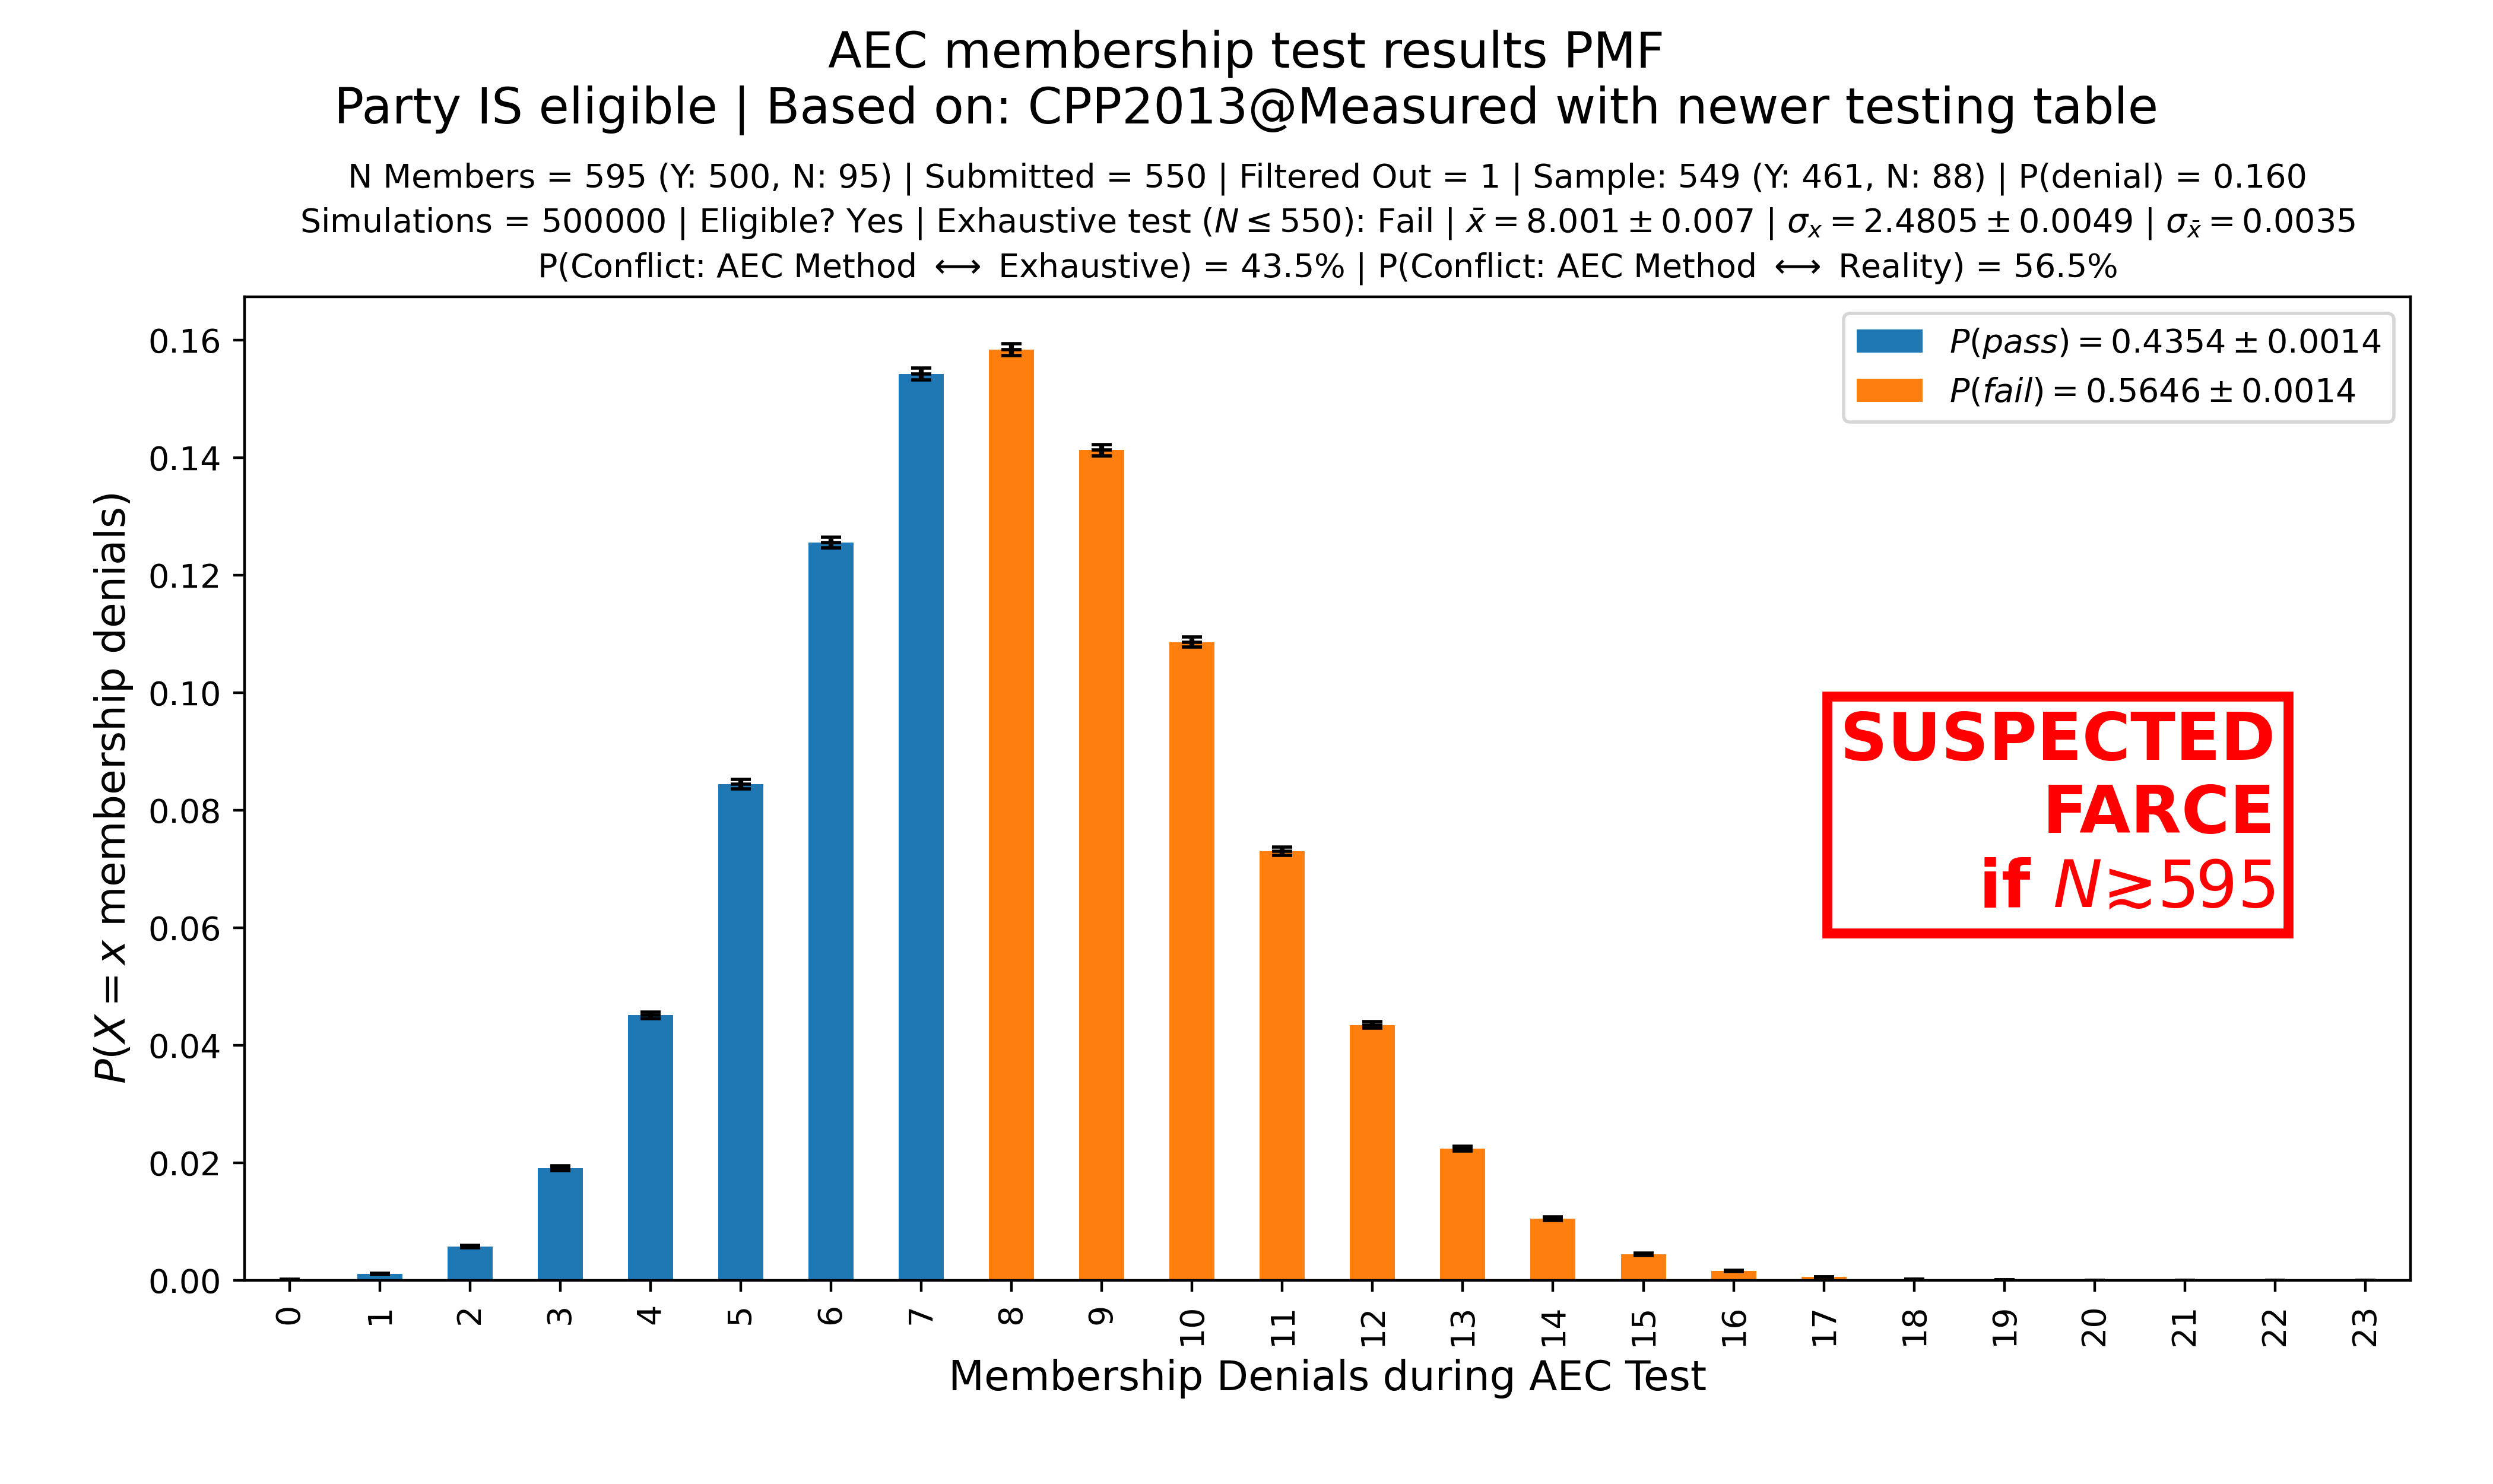 AEC membership test results PMF
Party IS eligible | Based on: CPP2013@Measured with newer testing table
N Members = 595 (Y: 500, N: 95) | Submitted = 550 | Filtered Out = 1 | Sample: 549 (Y: 461, N: 88) | P(denial) = 0.160
Simulations = 500000 | Eligible? Yes | Exhaustive test (N ≤ 550): Fail | x̄ = 8.001 ± 0.007 | σₓ = 2.4805 ± 0.0049 | σ_x̄ = 0.0035
P(Conflict: AEC Method ⟷ Exhaustive) = 43.5% | P(Conflict: AEC Method ⟷ Reality) = 56.5%
P(pass) = 0.4354 ± 0.0014
P(fail) = 0.5646 ± 0.0014
P(X = x membership denials)
0.16
0.14
0.12
0.10
0.08
0.06
0.04
0.02
0.00
SUSPECTED
FARCE
if N⪆595
0 1 2 3 4 5 6 7 8 9 10 11 12 13 14 15 16 17 18 19 20 21 22 23
Membership Denials during AEC Test